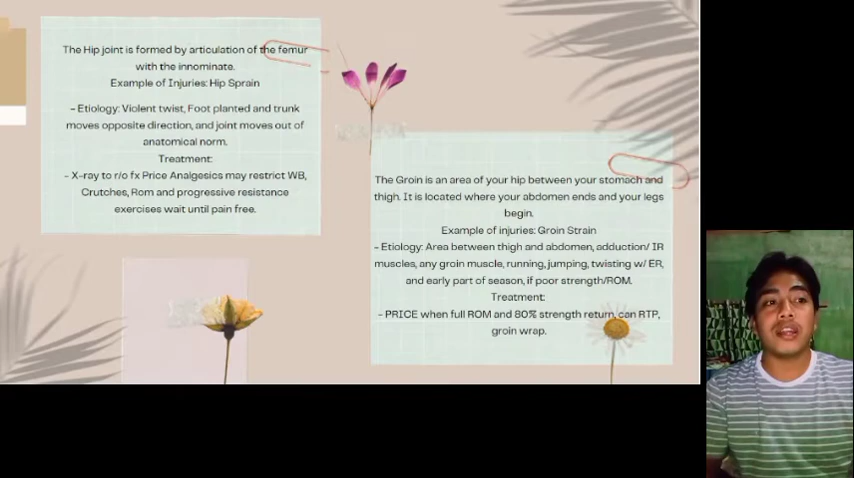 The Hip joint is formed by articulation of the femur
with the innominate.
Example of Injuries: Hip Sprain
- Etiology: Violent twist, Foot planted and trunk
moves opposite direction, and joint moves out of
anatomical norm.
Treatment:
- X-ray to r/o fx Price Analgesics may restrict WB,
Crutches, Rom and progressive resistance
exercises wait until pain free.
The Groin is an area of your hip between your stomach and
thigh. It is located where your abdomen ends and your legs
begin.
Example of injuries: Groin Strain
- Etiology: Area between thigh and abdomen, adduction/ IR
muscles, any groin muscle, running, jumping, twisting w/ ER,
and early part of season, if poor strength/ROM.
Treatment:
- PRICE when full ROM and 80% strength return, can RTP,
groin wrap.